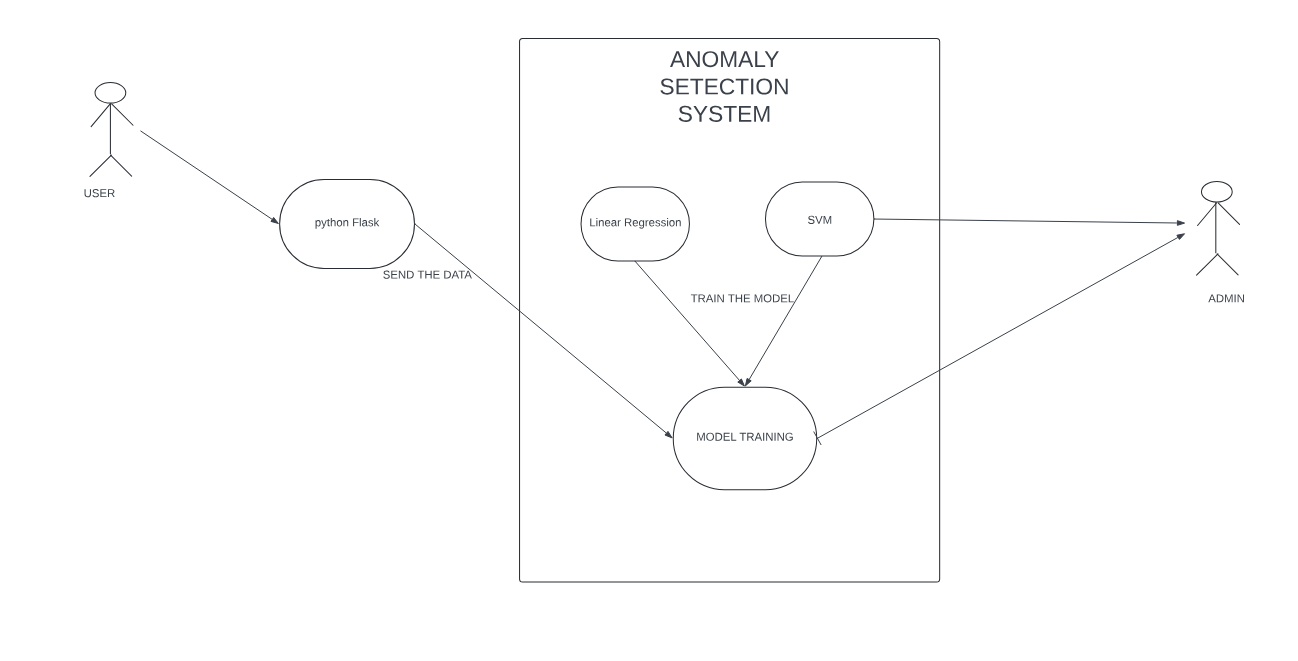 ANOMALY
SETECTION
SYSTEM
USER
python Flask
SEND THE DATA
Linear Regression
SVM
TRAIN THE MODEL
MODEL TRAINING
ADMIN